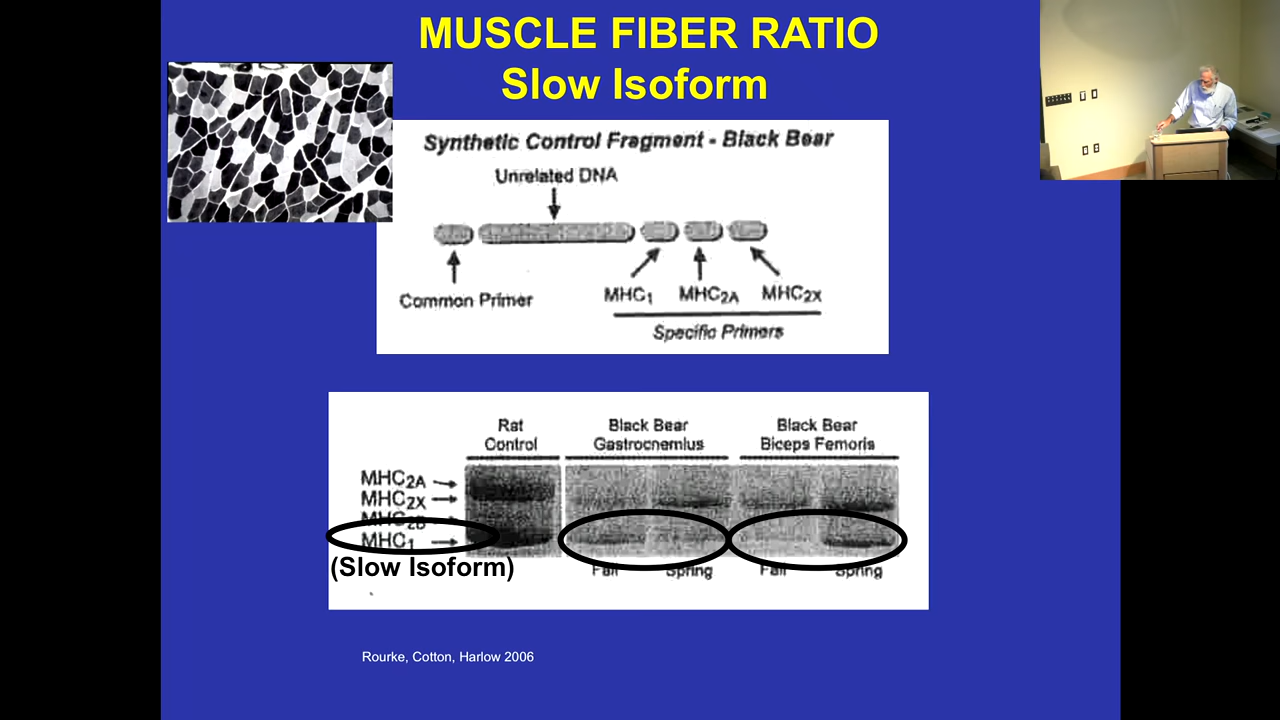 MUSCLE FIBER RATIO
Slow Isoform
Synthetic Control Fragment - Black Bear
Unrelated DNA
Common Primer
MHC1 MHC2A MHC2X
Specific Primers
Rat Control
Black Bear Gastrocnemius
Black Bear Biceps Femoris
MHC2A
MHC2X
MHC2B
MHC1
(Slow Isoform)
Fall Spring Fall Spring
Rourke, Cotton, Harlow 2006